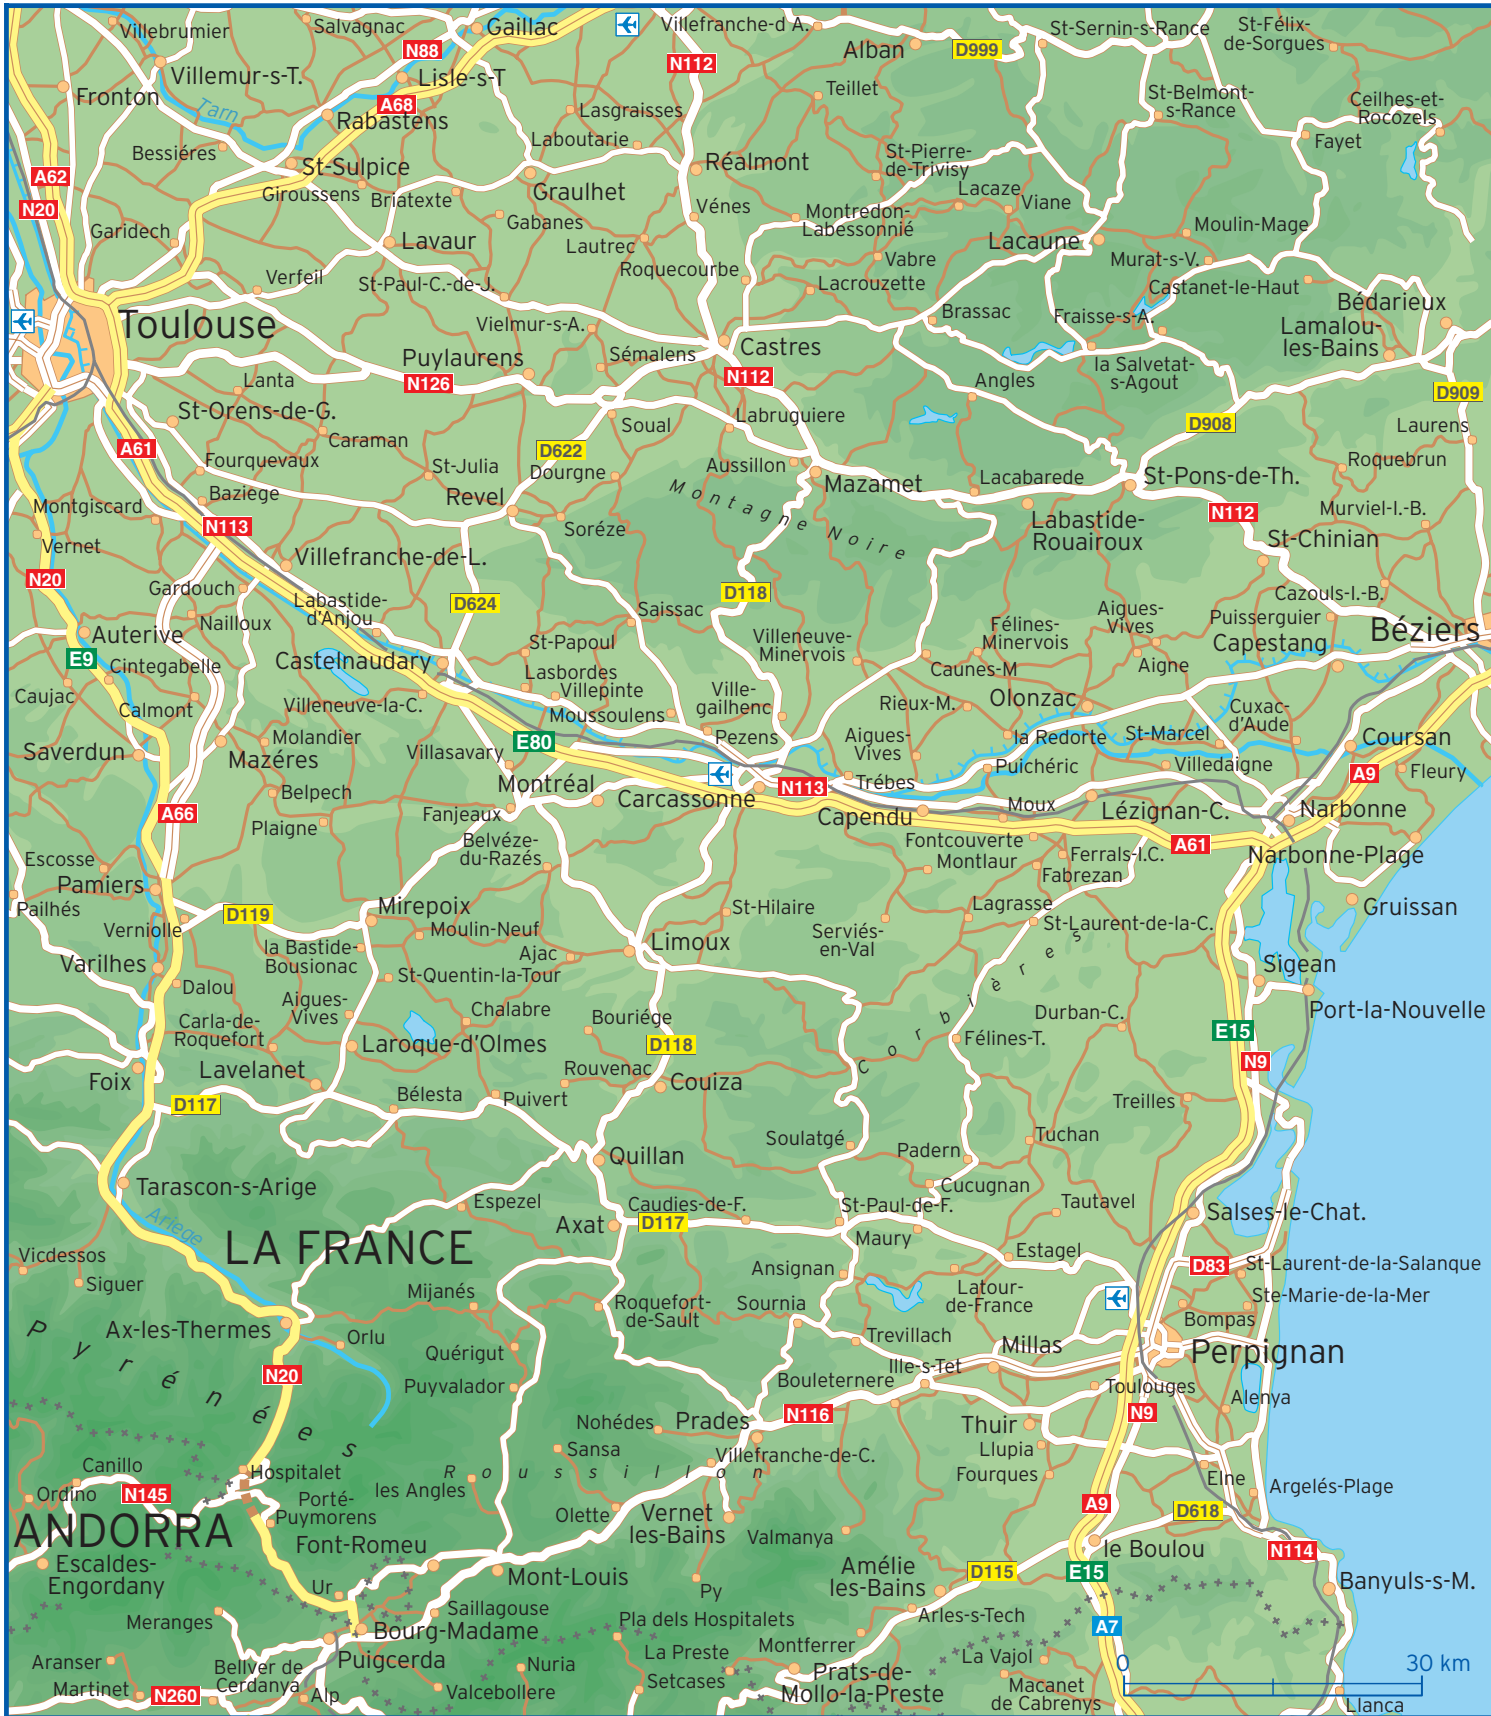 Villebrumier
Salvagnac
Gaillac
Villefranche-d A.
Alban
D999
St-Sernin-s-Rance
St-Félix-
de-Sorgues
N88
N112
Villemur-s-T.
Lisle-s-T
Fronton
Tarn
A68
Rabastens
Lasgraisses
Teillet
St-Belmont-
s-Rance
Ceilhes-et-
Rocozels
Fayet
Bessiéres
St-Sulpice
Laboutarie
Réalmont
St-Pierre-
de-Trivisy
A62
N20
Giroussens
Briatexte
Graulhet
Lacaze
Viane
Garidech
Lavaur
Gabanes
Vénes
Montredon-
Labessonnié
Lautrec
Lacaune
Moulin-Mage
Verfeil
St-Paul-C.-de-J.
Roquecourbe
Vabre
Lacrouzette
Murat-s-V.
Castanet-le-Haut
Bédarieux
Toulouse
Vielmur-s-A.
Brassac
Fraisse-s-A.
Lamalou-
les-Bains
Puylaurens
Sémalens
Castres
N126
N112
Lanta
Angles
la Salvetat-
s-Agout
D909
St-Orens-de-G.
Soual
Labruguiere
D908
Laurens
A61
Caraman
D622
Fourquevaux
St-Julia
Dourgne
Aussillon
Mazamet
Lacabarede
St-Pons-de-Th.
Roquebrun
Baziege
Revel
Montagne Noire
Montgiscard
N113
Soréze
Labastide-
Rouairoux
N112
Murviel-l.-B.
Vernet
Villefranche-de-L.
St-Chinian
N20
Gardouch
Labastide-
d'Anjou
D624
D118
Cazouls-l.-B.
Nailloux
Saissac
Aigues-
Vives
Puisserguier
Auterive
St-Papoul
Villeneuve-
Minervois
Félines-
Minervois
Capestang
Béziers
E9
Cintegabelle
Castelnaudary
Lasbordes
Caunes-M
Aigne
Caujac
Calmont
Villeneuve-la-C.
Villepinte
Moussoulens
Ville-
gailhenc
Rieux-M.
Olonzac
Cuxac-
d'Aude
Saverdun
Molandier
Mazéres
Villasavary
E80
Pezens
Aigues-
Vives
la Redorte
St-Marcel
Coursan
Belpech
Montréal
Carcassonne
N113
Trébes
Puichéric
Villedaigne
A9
Fleury
A66
Plaigne
Fanjeaux
Capendu
Moux
Lézignan-C.
Narbonne
Escosse
Belvéze-
du-Razés
Fontcouverte
Montlaur
Ferrals-l.C.
A61
Narbonne-Plage
Pamiers
Fabrezan
Pailhés
D119
Mirepoix
St-Hilaire
Lagrasse
Gruissan
Verniolle
Moulin-Neuf
Serviés-
en-Val
St-Laurent-de-la-C.
Varilhes
la Bastide-
Bousionac
Ajac
Limoux
Sigean
Dalou
St-Quentin-la-Tour
Corbières
Aigues-
Vives
Chalabre
Bouriége
Durban-C.
Port-la-Nouvelle
Carla-de-
Roquefort
Laroque-d'Olmes
D118
Félines-T.
E15
Foix
Lavelanet
Rouvenac
Couiza
N9
D117
Bélesta
Puivert
Treilles
Soulatgé
Tuchan
Quillan
Padern
Tarascon-s-Arige
Espezel
Cucugnan
Caudies-de-F.
St-Paul-de-F.
Tautavel
Salses-le-Chat.
Ariege
Axat
D117
LA FRANCE
Maury
Vicdessos
Estagel
D83
St-Laurent-de-la-Salanque
Siguer
Ansignan
Mijanés
Roquefort-
de-Sault
Sournia
Latour-
de-France
Ste-Marie-de-la-Mer
Pyrénées
Ax-les-Thermes
Orlu
Bompas
Trevillach
Millas
Perpignan
Quérigut
N20
Ille-s-Tet
Puyvalador
Bouleternere
Toulouges
Alenya
Nohédes
Prades
N116
Thuir
N9
Sansa
Villefranche-de-C.
Llupia
Canillo
Hospitalet
Roussillon
Fourques
Elne
Ordino
N145
Porté-
Puymorens
les Angles
Argelés-Plage
ANDORRA
Olette
Vernet
les-Bains
Valmanya
A9
D618
Font-Romeu
le Boulou
N114
Escaldes-
Engordany
Mont-Louis
Amélie
les-Bains
D115
E15
Banyuls-s-M.
Ur
Py
Meranges
Saillagouse
Pla dels Hospitalets
Arles-s-Tech
A7
Bourg-Madame
Montferrer
Aranser
Puigcerda
La Preste
La Vajol
0
30 km
Bellver de
Cerdanya
Nuria
Martinet
N260
Alp
Valcebollere
Setcases
Prats-de-
Mollo-la-Preste
Macanet
de Cabrenys
Llanca